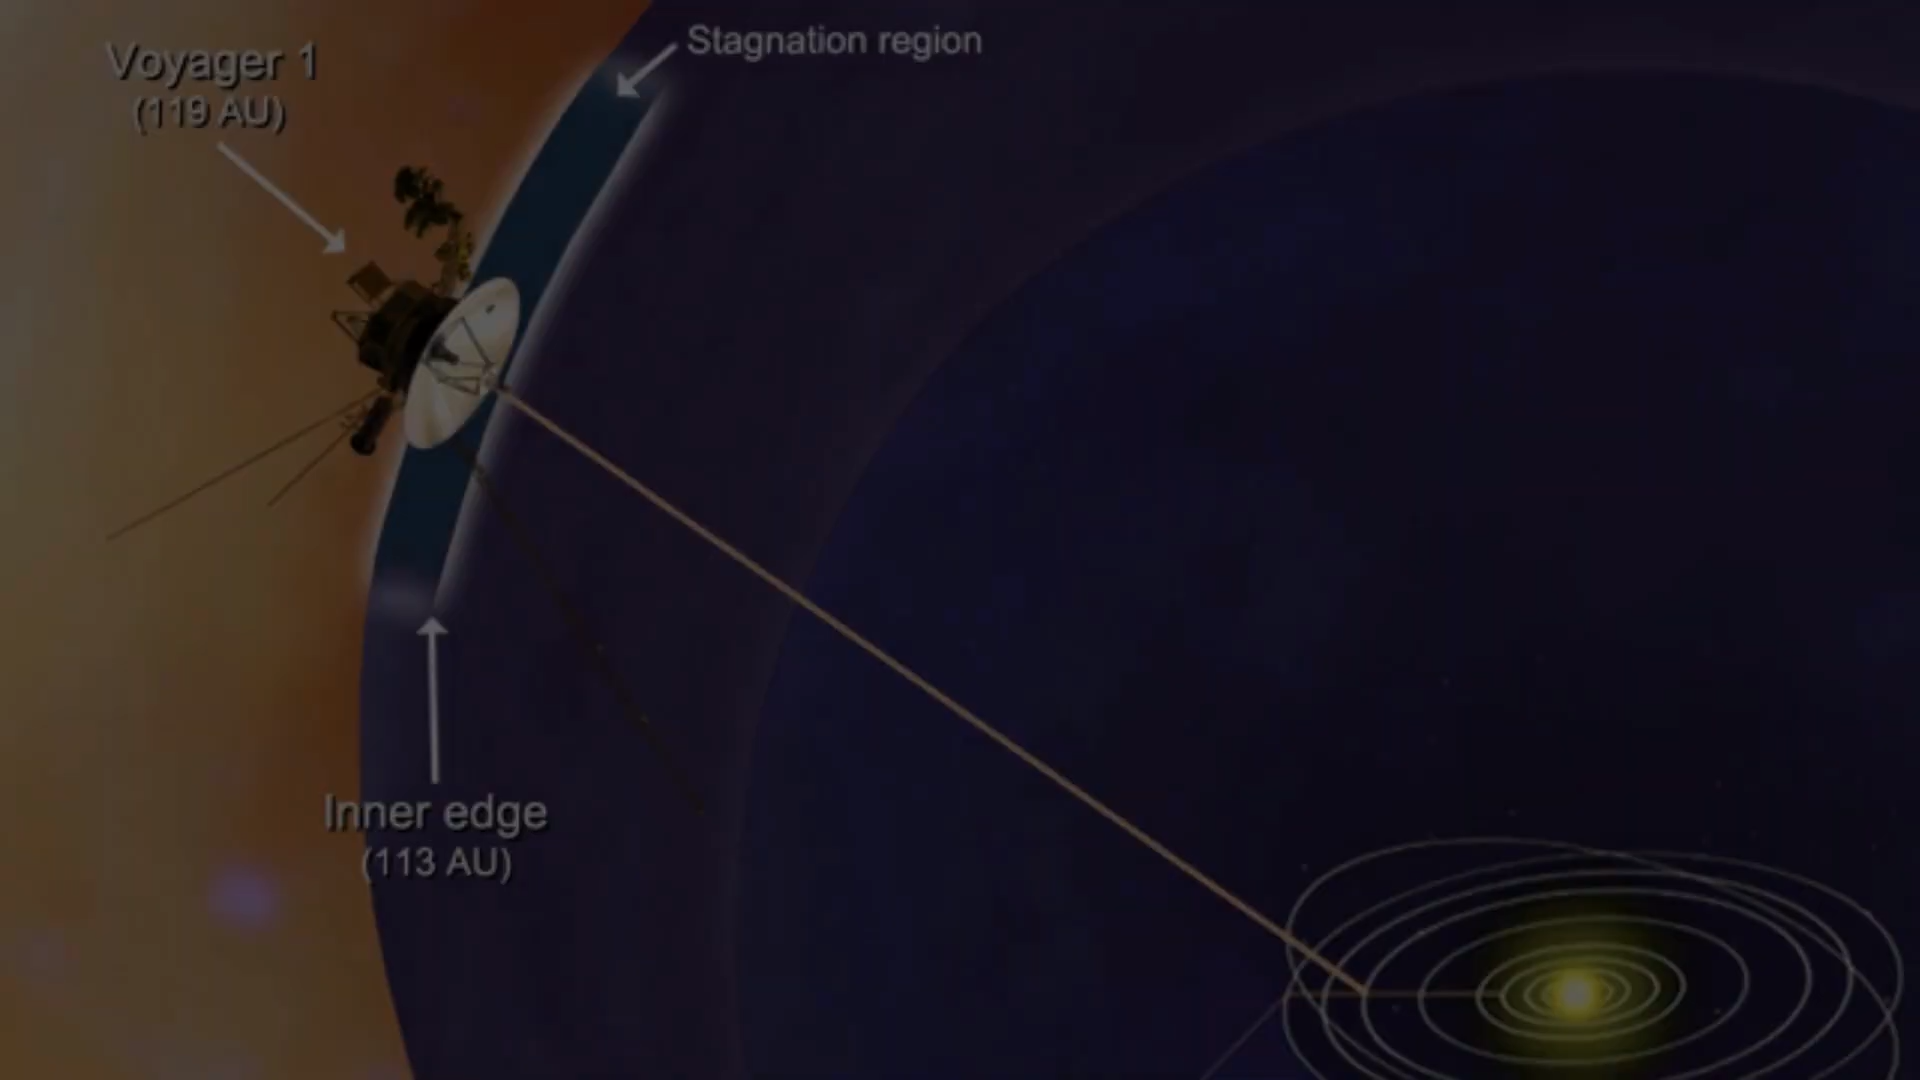 Voyager 1
(119 AU)
Stagnation region
Inner edge
(113 AU)